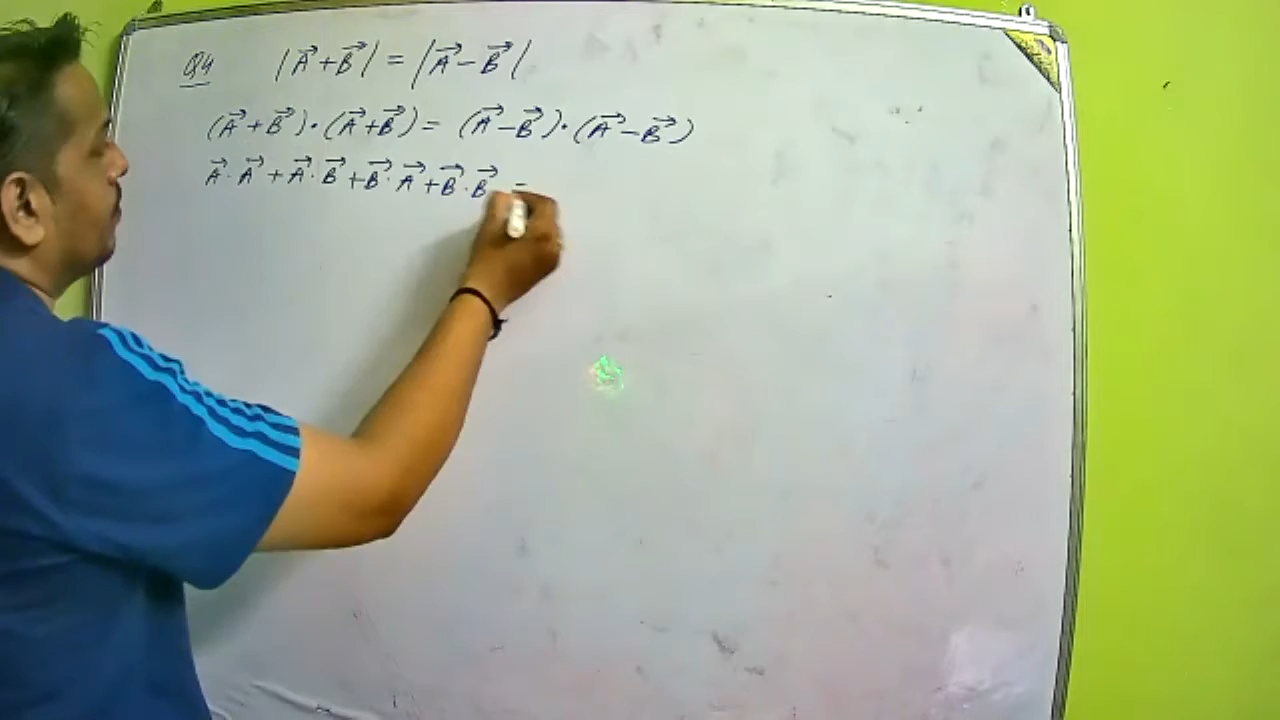 Q4 |A⃗ + B⃗| = |A⃗ − B⃗|
(A⃗ + B⃗) · (A⃗ + B⃗) = (A⃗ − B⃗) · (A⃗ − B⃗)
A⃗ · A⃗ + A⃗ · B⃗ + B⃗ · A⃗ + B⃗ · B⃗ =